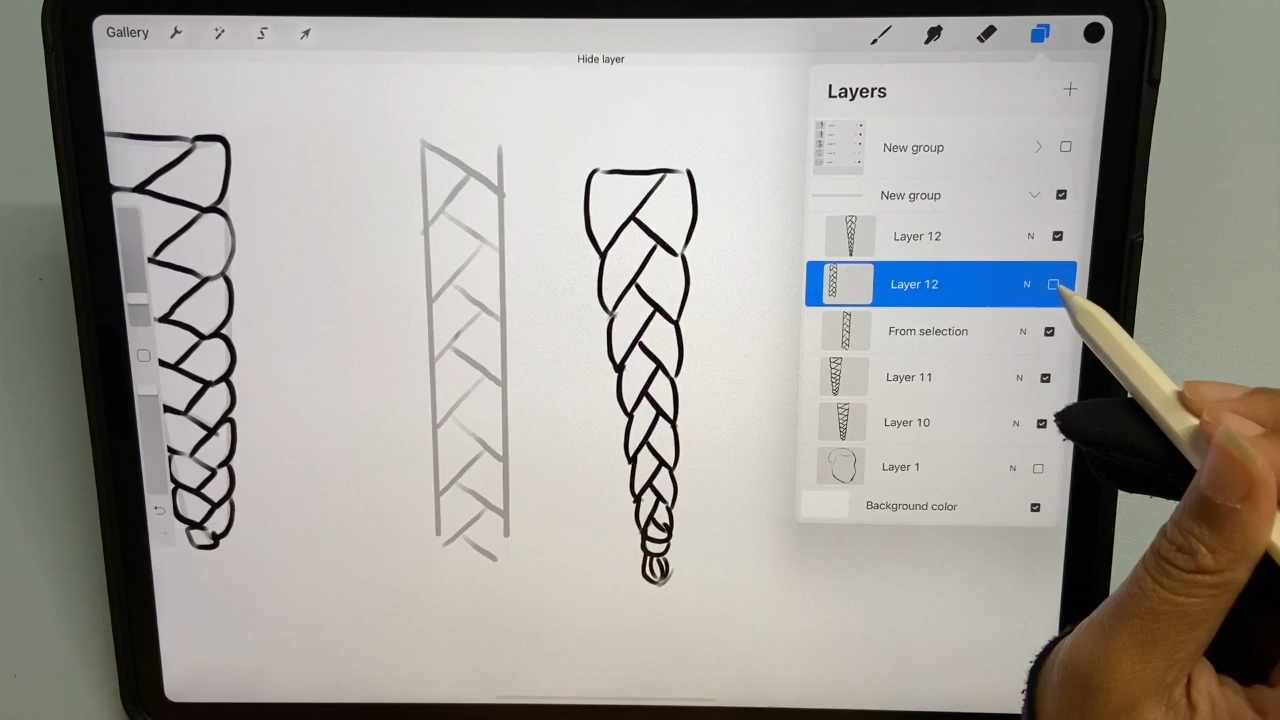 Gallery
Hide layer
Layers
New group
New group
Layer 12 N
Layer 12 N
From selection N
Layer 11 N
Layer 10 N
Layer 1 N
Background color